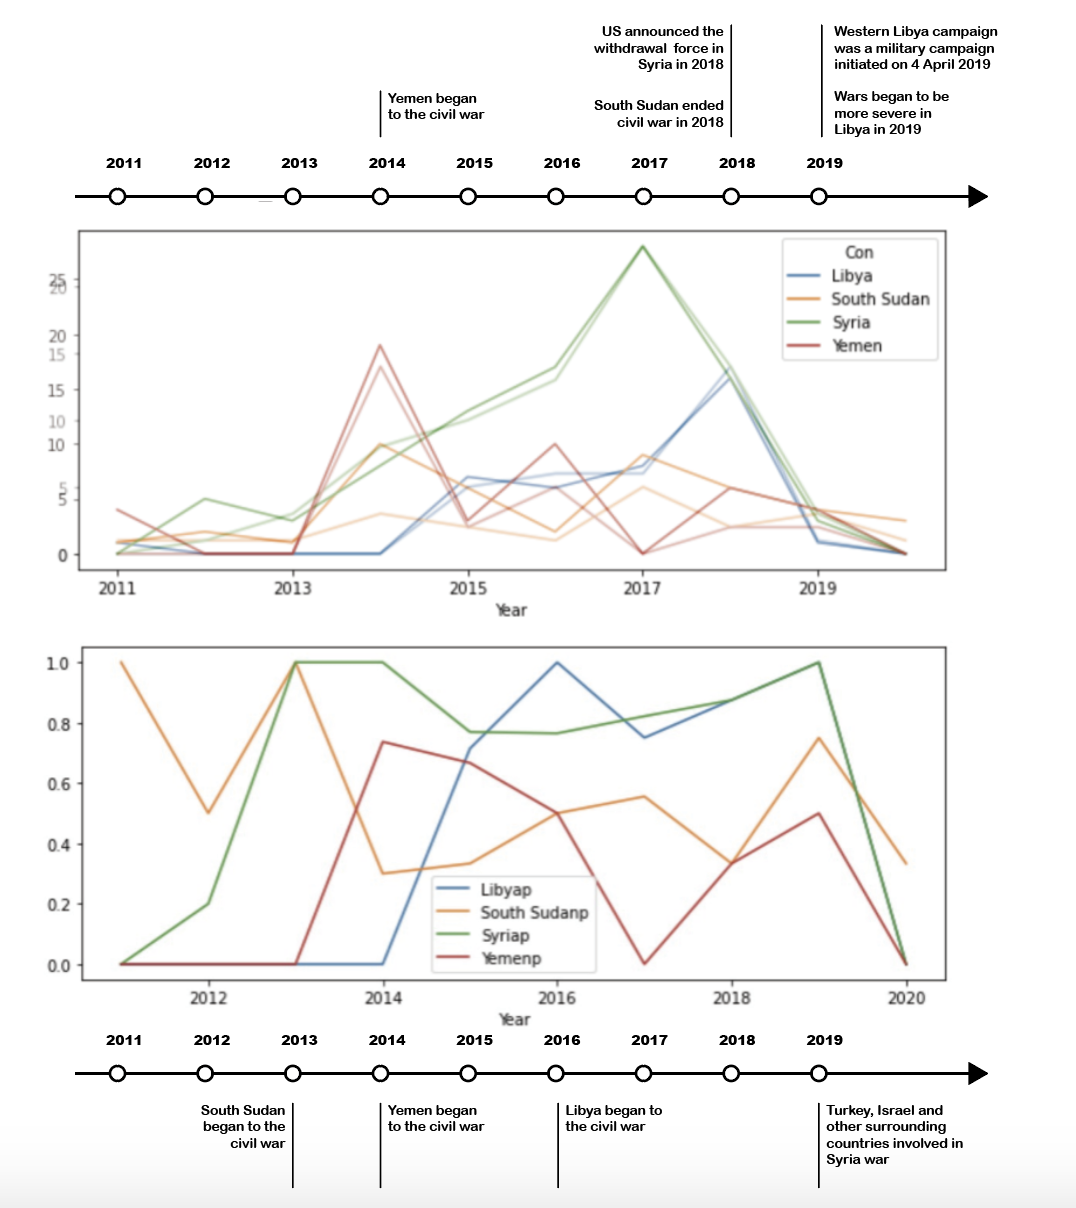 US announced the
withdrawal force in
Syria in 2018
Western Libya campaign
was a military campaign
initiated on 4 April 2019
Yemen began
to the civil war
South Sudan ended
civil war in 2018
Wars began to be
more severe in
Libya in 2019
2011 2012 2013 2014 2015 2016 2017 2018 2019
Con
Libya
South Sudan
Syria
Yemen
25
20
20
15
15
10
10
5
5
0
2011 2013 2015 2017 2019
Year
1.0
0.8
0.6
0.4
0.2
0.0
Libyap
South Sudanp
Syriap
Yemenp
2012 2014 2016 2018 2020
Year
2011 2012 2013 2014 2015 2016 2017 2018 2019
South Sudan
began to the
civil war
Yemen began
to the civil war
Libya began to
the civil war
Turkey, Israel and
other surrounding
countries involved in
Syria war